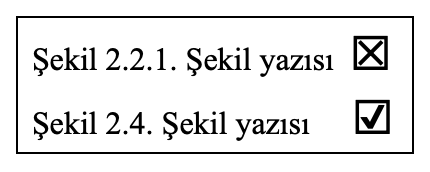 Şekil 2.2.1. Şekil yazısı ☒
Şekil 2.4. Şekil yazısı ☑